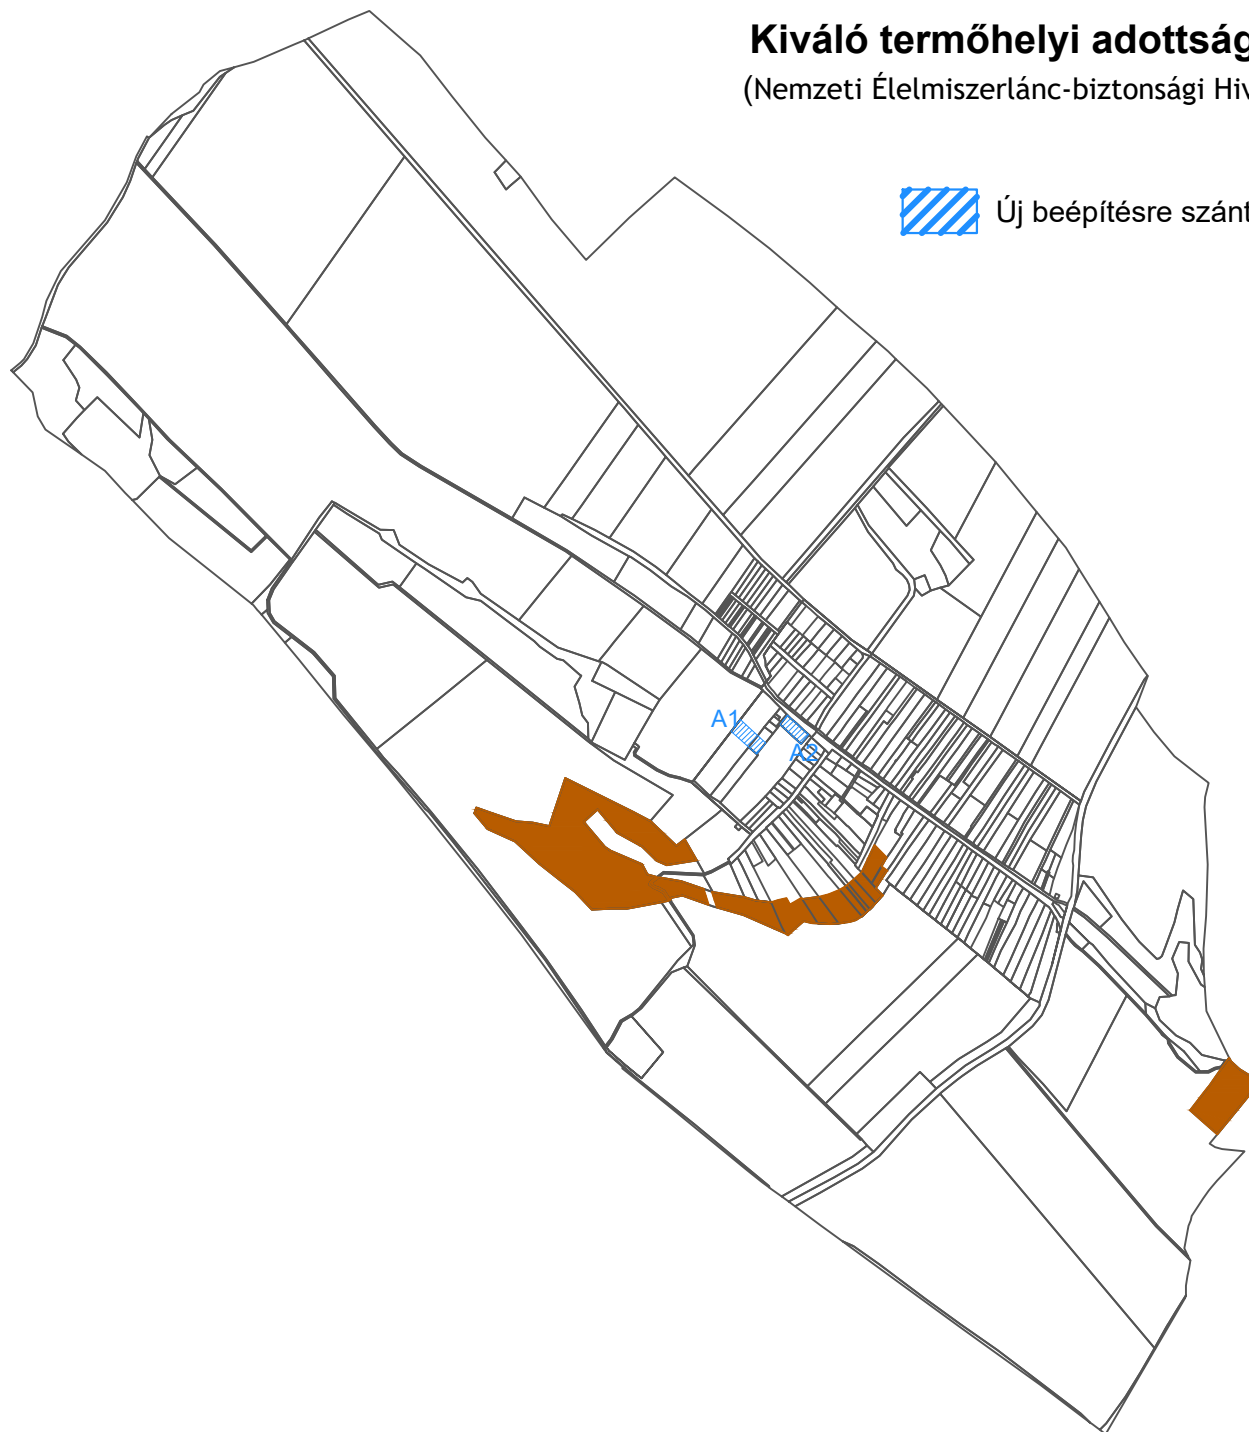 Kiváló termőhelyi adottság
(Nemzeti Élelmiszerlánc-biztonsági Hiv
Új beépítésre szánt
A1
A2